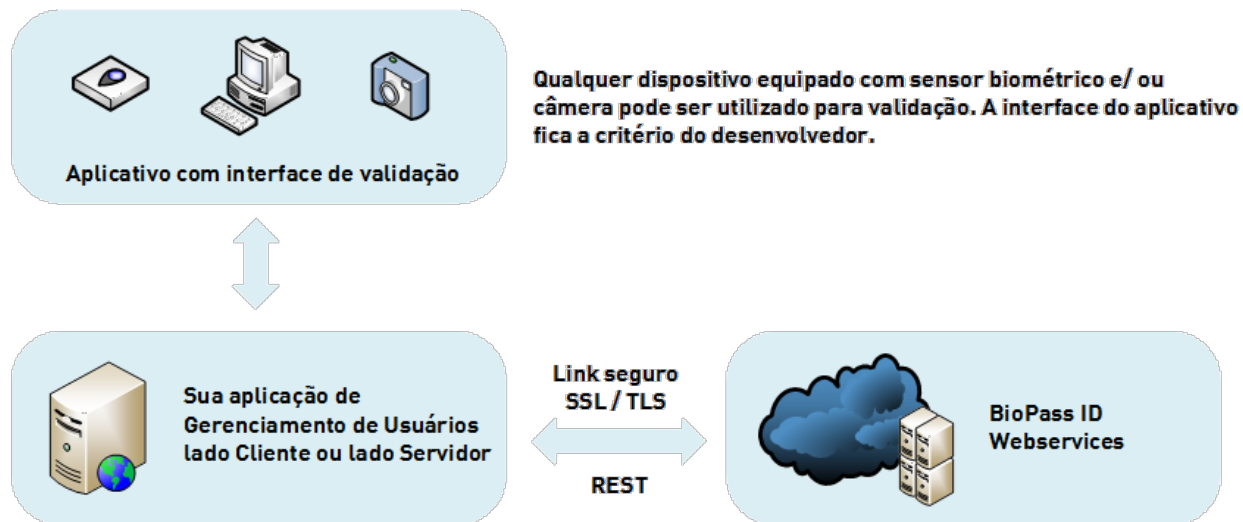 Qualquer dispositivo equipado com sensor biométrico e/ ou
câmera pode ser utilizado para validação. A interface do aplicativo
fica a critério do desenvolvedor.
Aplicativo com interface de validação
Sua aplicação de
Gerenciamento de Usuários
lado Cliente ou lado Servidor
Link seguro
SSL / TLS
REST
BioPass ID
Webservices